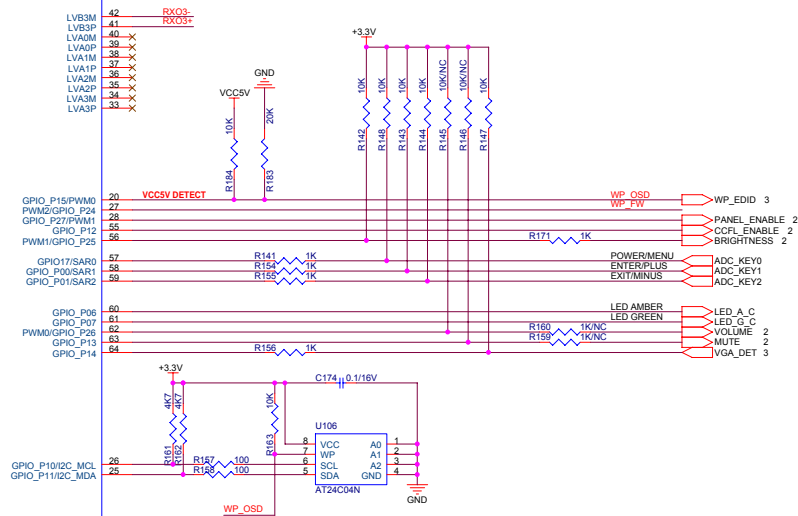 LVB3M 42 RXO3-
LVB3P 41 RXO3+
LVA0M 40
LVA0P 39
LVA1M 38
LVA1P 37
LVA2M 36
LVA2P 35
LVA3M 34
LVA3P 33
+3.3V
GND
VCC5V
10K
R184
20K
R183
10K
R142
10K
R148
10K
R143
10K
R144
10K/NC
R145
10K/NC
R146
10K
R147
GPIO_P15/PWM0 20 VCC5V DETECT WP_OSD WP_EDID 3
PWM2/GPIO_P24 27 WP_FW
GPIO_P27/PWM1 28 PANEL_ENABLE 2
GPIO_P12 55 CCFL_ENABLE 2
PWM1/GPIO_P25 56 R171 1K BRIGHTNESS 2
GPIO17/SAR0 57 R141 1K POWER/MENU ADC_KEY0
GPIO_P00/SAR1 58 R154 1K ENTER/PLUS ADC_KEY1
GPIO_P01/SAR2 59 R155 1K EXIT/MINUS ADC_KEY2
GPIO_P06 60 LED AMBER LED_A_C
GPIO_P07 61 LED GREEN LED_G_C
PWM0/GPIO_P26 62 R160 1K/NC VOLUME 2
GPIO_P13 63 R159 1K/NC MUTE 2
GPIO_P14 64 R156 1K VGA_DET 3
+3.3V
C174 0.1/16V
4K7
R161
4K7
R162
10K
R163
U106
8 VCC A0 1
7 WP A1 2
6 SCL A2 3
5 SDA GND 4
AT24C04N
GND
GPIO_P10/I2C_MCL 26 R157 100
GPIO_P11/I2C_MDA 25 R158 100
WP_OSD